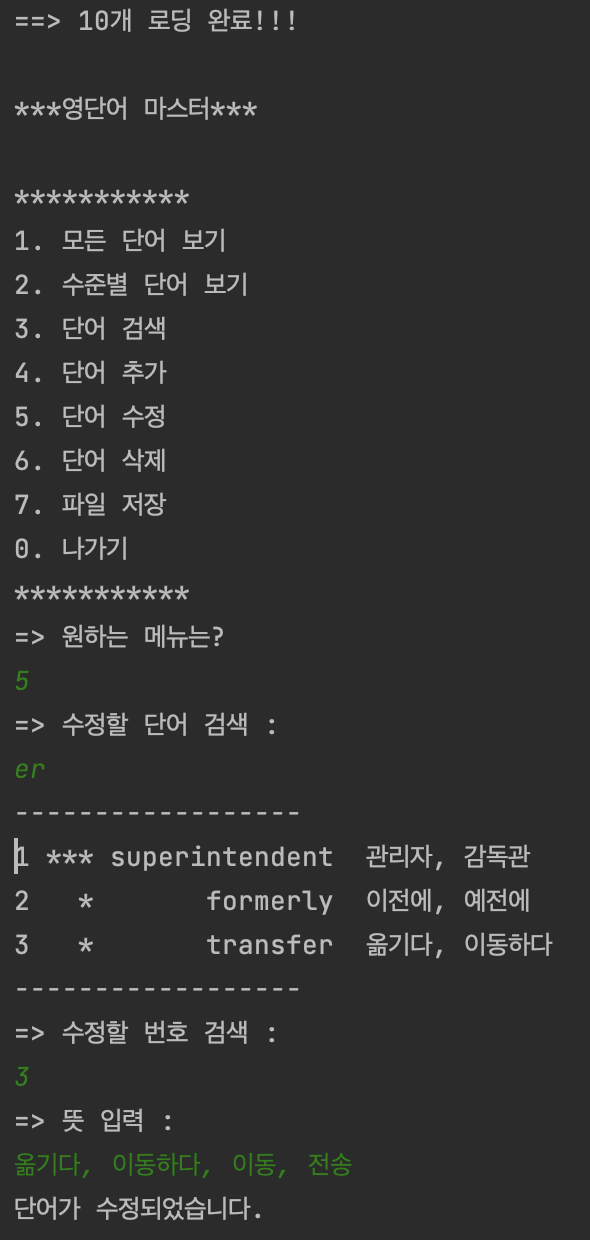 ==> 10개 로딩 완료!!!
***영단어 마스터***
***********
1. 모든 단어 보기
2. 수준별 단어 보기
3. 단어 검색
4. 단어 추가
5. 단어 수정
6. 단어 삭제
7. 파일 저장
0. 나가기
***********
=> 원하는 메뉴는?
5
=> 수정할 단어 검색 :
er
------------------
1 *** superintendent  관리자, 감독관
2   *       formerly  이전에, 예전에
3   *       transfer  옮기다, 이동하다
------------------
=> 수정할 번호 검색 :
3
=> 뜻 입력 :
옮기다, 이동하다, 이동, 전송
단어가 수정되었습니다.